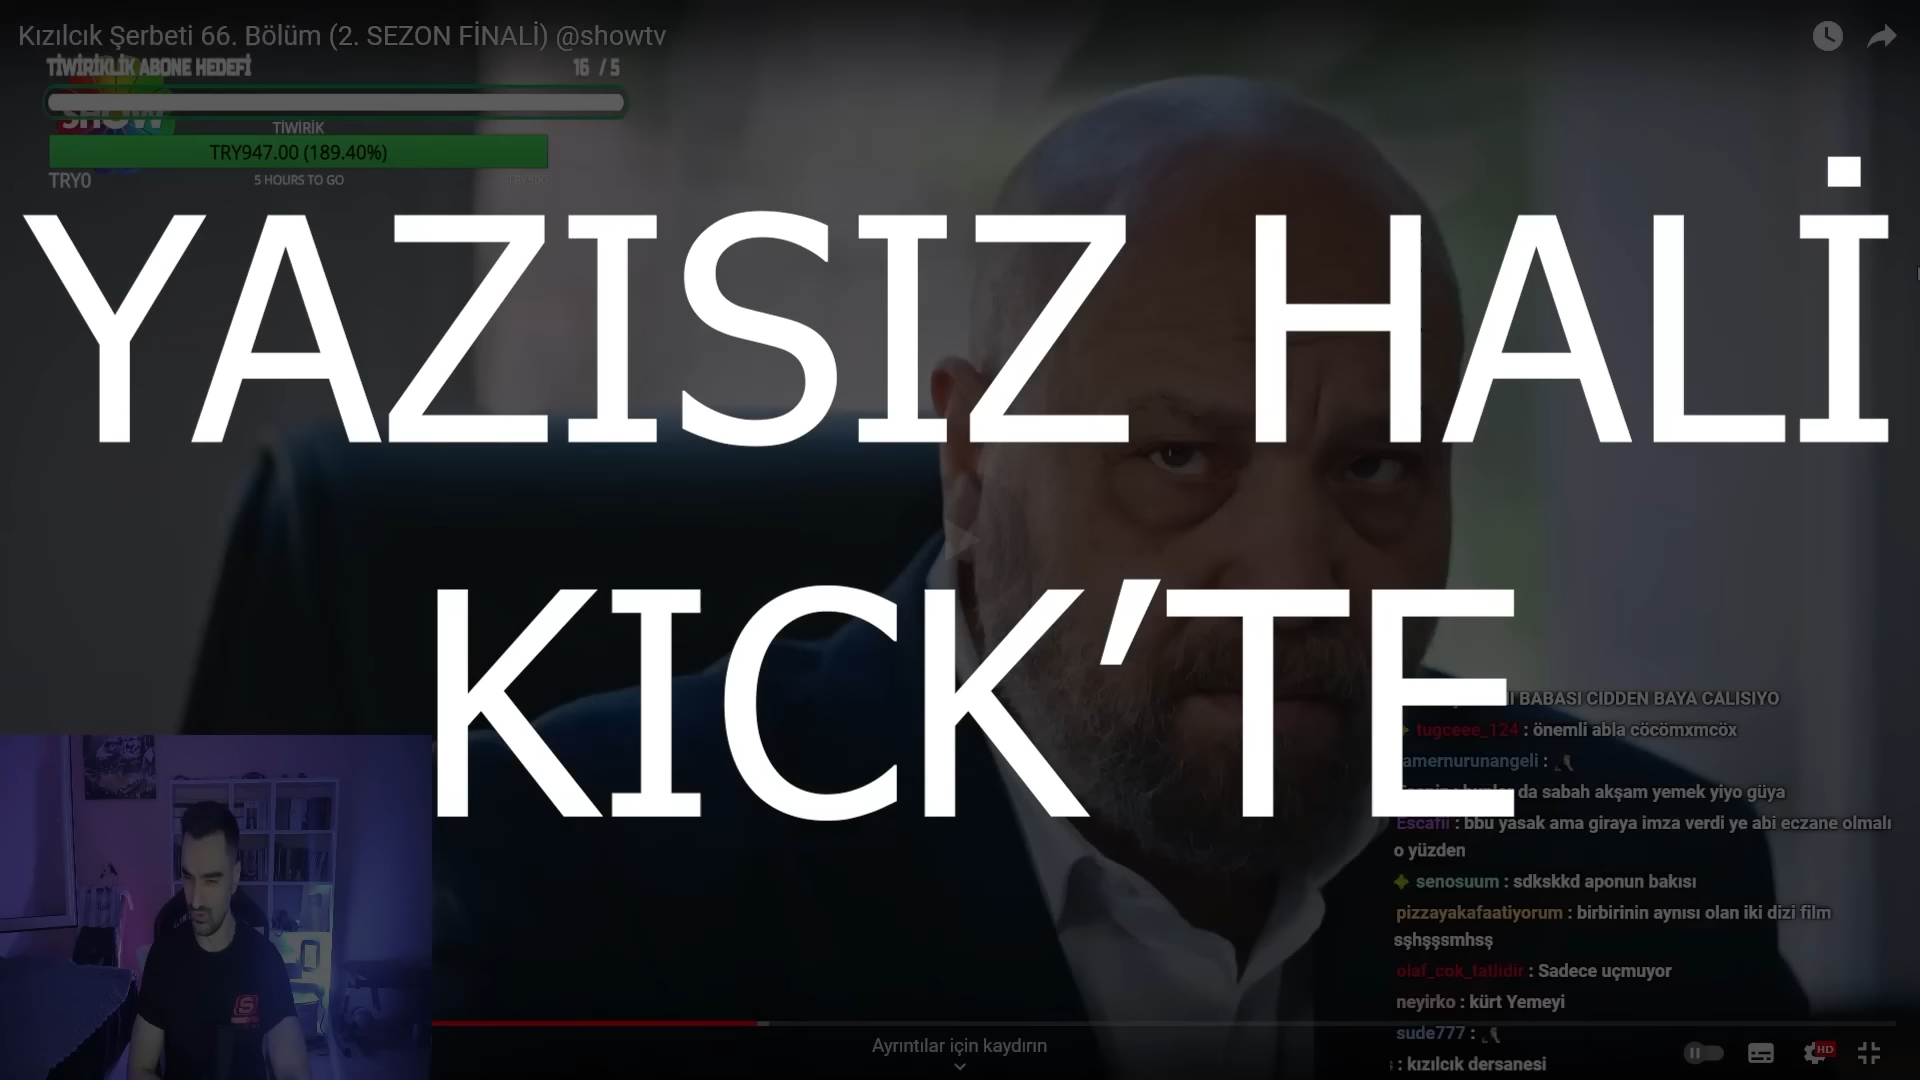 Kızılcık Şerbeti 66. Bölüm (2. SEZON FİNALİ) @showtv
TİWİRİKLİK ABONE HEDEFİ 16 / 5
SHOW
TİWİRİK
TRY947.00 (189.40%)
TRY0 5 HOURS TO GO
YAZISIZ HALİ
KICK’TE
BABASI CIDDEN BAYA CALISIYO
tugceee_124 : önemli abla cöcömxmcöx
amernurunangeli :
da sabah akşam yemek yiyo güya
Escafii : bbu yasak ama giraya imza verdi ye abi eczane olmalı
o yüzden
senosuum : sdkskkd aponun bakısı
pizzayakafaatiyorum : birbirinin aynısı olan iki dizi film
sşhşşsmhsş
olaf_cok_tatlidir : Sadece uçmuyor
neyirko : kürt Yemeyi
sude777 :
: kızılcık dersanesi
Ayrıntılar için kaydırın
HD